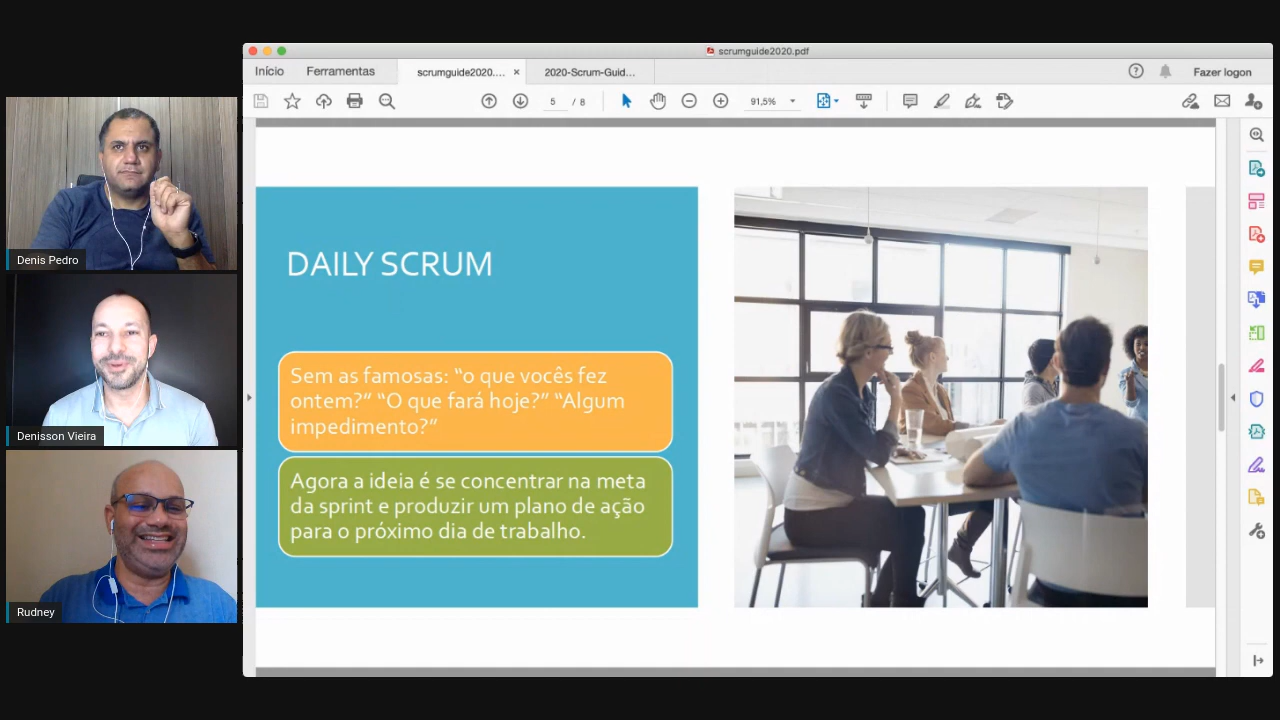 scrumguide2020.pdf
Início
Ferramentas
scrumguide2020.... ×
2020-Scrum-Guid...
Fazer logon
5 / 8
91,5%
DAILY SCRUM
Sem as famosas: “o que vocês fez
ontem?” “O que fará hoje?” “Algum
impedimento?”
Agora a ideia é se concentrar na meta
da sprint e produzir um plano de ação
para o próximo dia de trabalho.
Denis Pedro
Denisson Vieira
Rudney